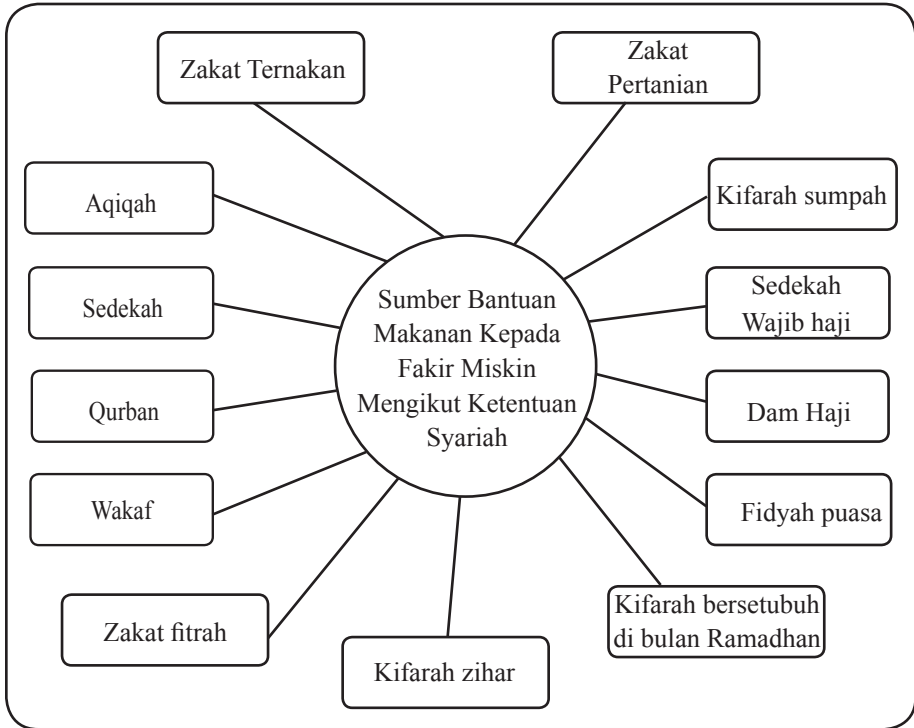 Zakat Ternakan
Zakat
Pertanian
Aqiqah
Kifarah sumpah
Sedekah
Sedekah
Wajib haji
Sumber Bantuan
Makanan Kepada
Fakir Miskin
Mengikut Ketentuan
Syariah
Qurban
Dam Haji
Wakaf
Fidyah puasa
Zakat fitrah
Kifarah zihar
Kifarah bersetubuh
di bulan Ramadhan